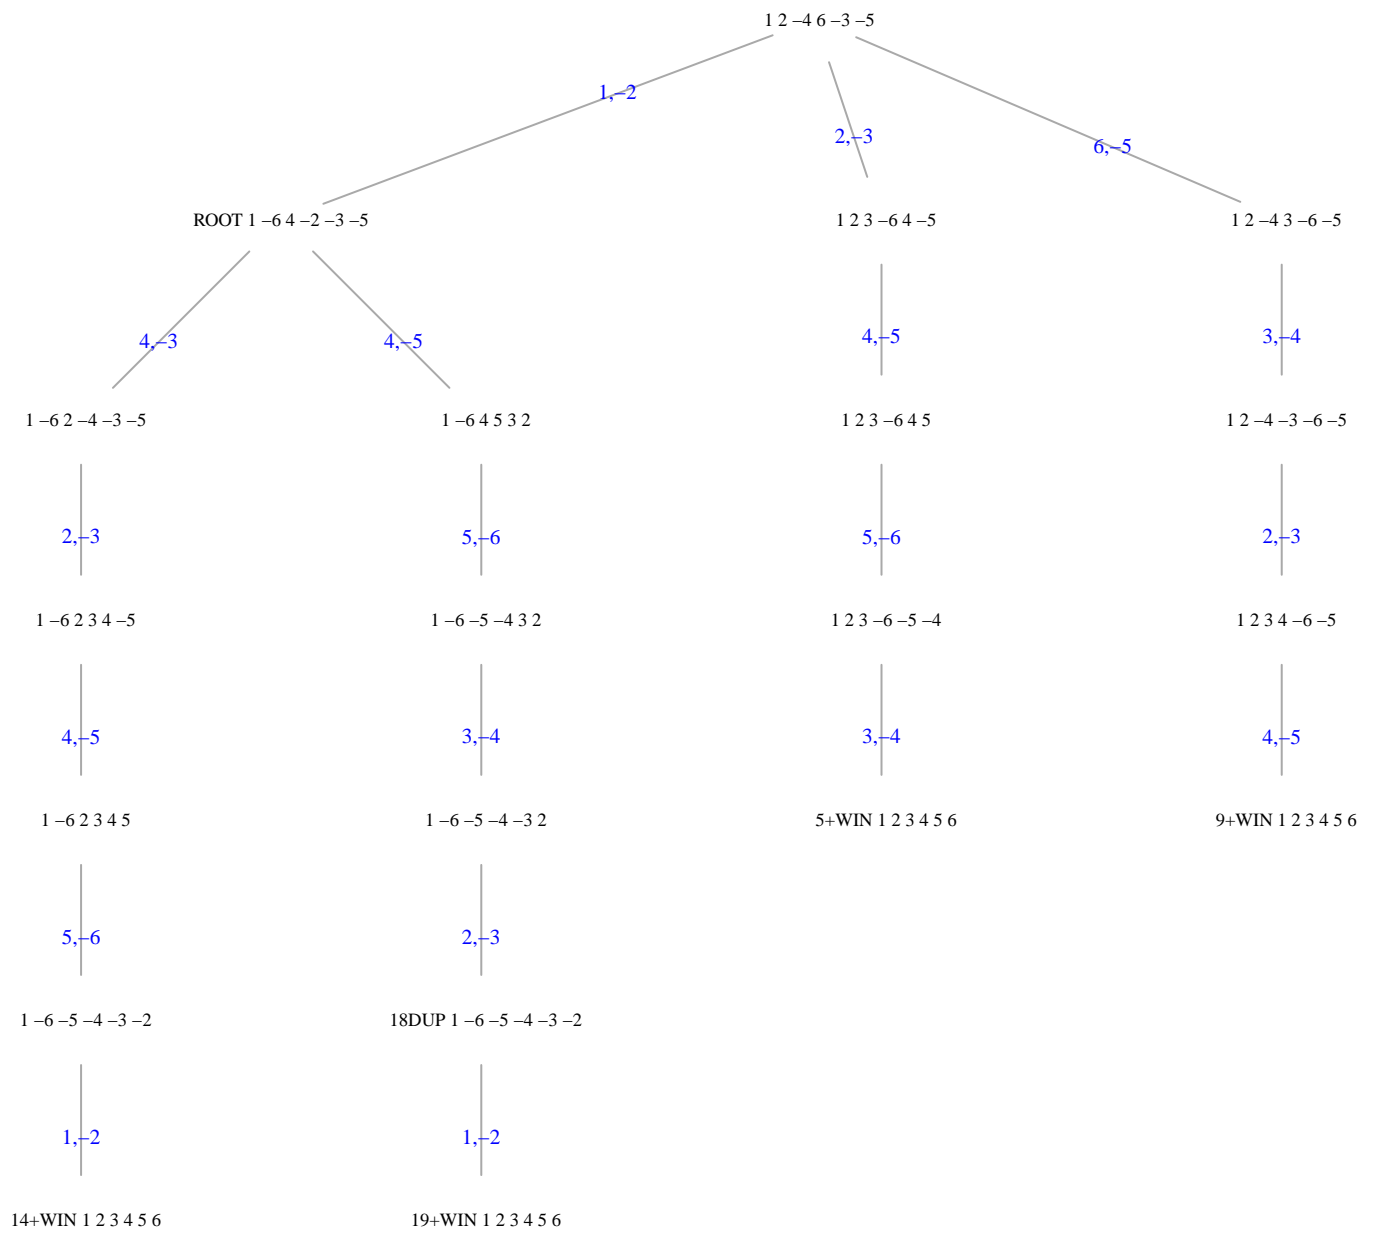 1 2 –4 6 –3 –5
1,–2
2,–3
6,–5
ROOT 1 –6 4 –2 –3 –5
1 2 3 –6 4 –5
1 2 –4 3 –6 –5
4,–3
4,–5
4,–5
3,–4
1 –6 2 –4 –3 –5
1 –6 4 5 3 2
1 2 3 –6 4 5
1 2 –4 –3 –6 –5
2,–3
5,–6
5,–6
2,–3
1 –6 2 3 4 –5
1 –6 –5 –4 3 2
1 2 3 –6 –5 –4
1 2 3 4 –6 –5
4,–5
3,–4
3,–4
4,–5
1 –6 2 3 4 5
1 –6 –5 –4 –3 2
5+WIN 1 2 3 4 5 6
9+WIN 1 2 3 4 5 6
5,–6
2,–3
1 –6 –5 –4 –3 –2
18DUP 1 –6 –5 –4 –3 –2
1,–2
1,–2
14+WIN 1 2 3 4 5 6
19+WIN 1 2 3 4 5 6